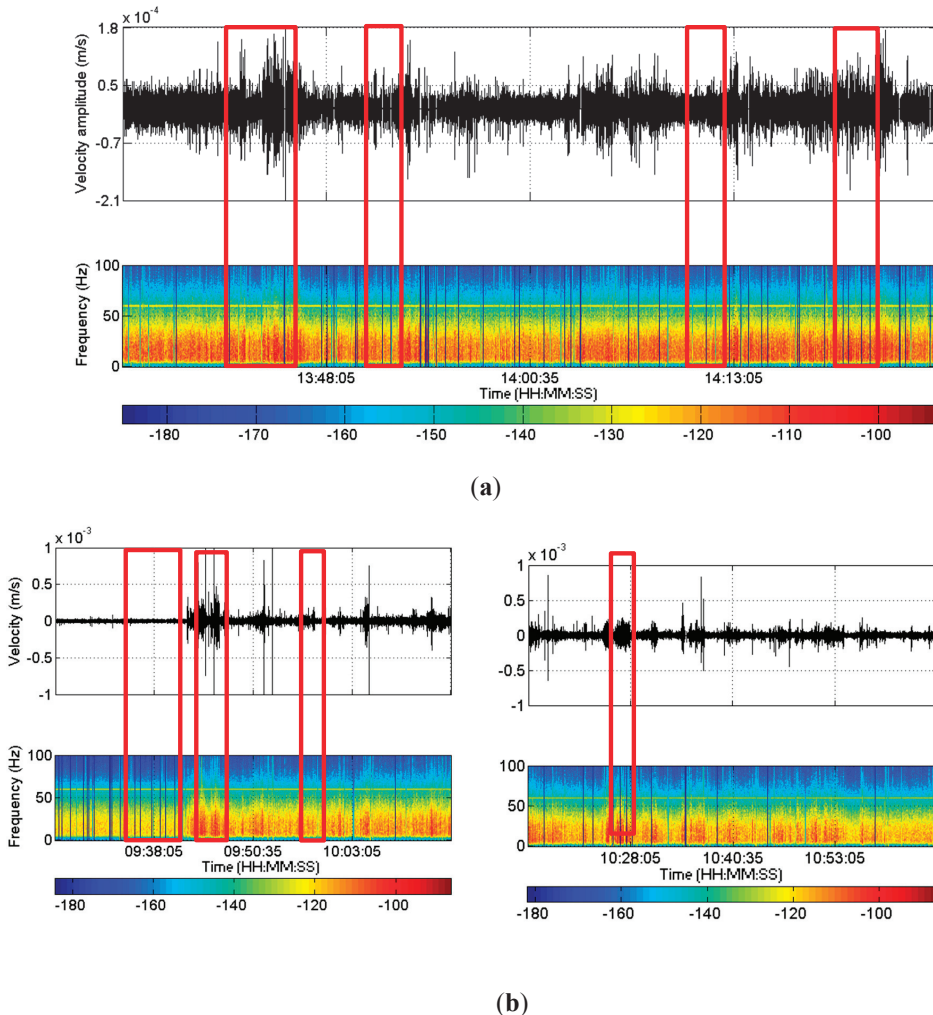 x 10⁻⁴
1.8
0.5
-0.7
-2.1
Velocity amplitude (m/s)
100
50
0
Frequency (Hz)
13:48:05 14:00:35 14:13:05
Time (HH:MM:SS)
-180 -170 -160 -150 -140 -130 -120 -110 -100
(a)
x 10⁻³
1
0.5
0
-0.5
-1
Velocity (m/s)
100
50
0
Frequency (Hz)
09:38:05 09:50:35 10:03:05
Time (HH:MM:SS)
-180 -160 -140 -120 -100
x 10⁻³
1
0.5
0
-0.5
-1
Velocity (m/s)
100
50
0
Frequency (Hz)
10:28:05 10:40:35 10:53:05
Time (HH:MM:SS)
-180 -160 -140 -120 -100
(b)